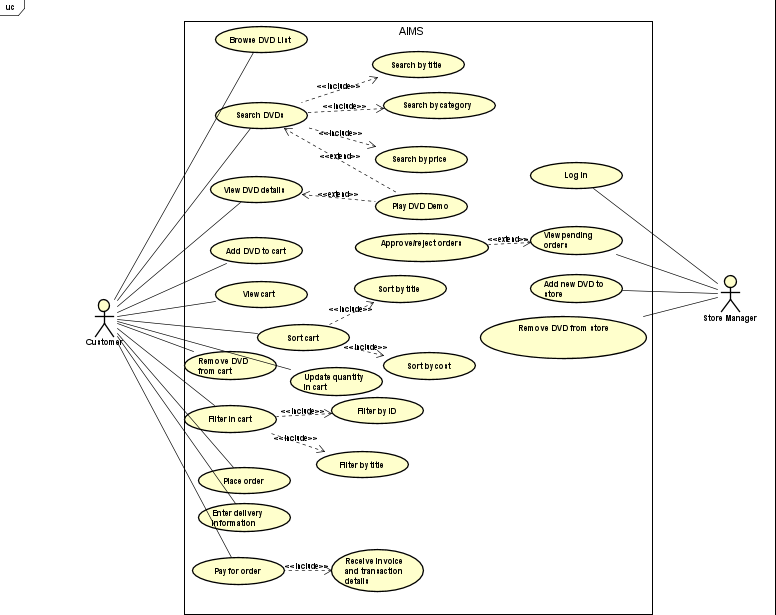 uc
AIMS
Browse DVD List
Search by title
<<include>>
Search DVDs
<<include>>
Search by category
<<include>>
<<extend>>
Search by price
Log in
View DVD details
<<extend>>
Play DVD Demo
Add DVD to cart
Approve/reject orders
<<extend>>
View pending
orders
View cart
Sort by title
Add new DVD to
store
<<include>>
Customer
Store Manager
Sort cart
<<include>>
Remove DVD from store
Remove DVD
from cart
Sort by cost
Update quantity
in cart
Filter in cart
<<include>>
Filter by ID
<<include>>
Filter by title
Place order
Enter delivery
information
Pay for order
<<include>>
Receive invoice
and transaction
details